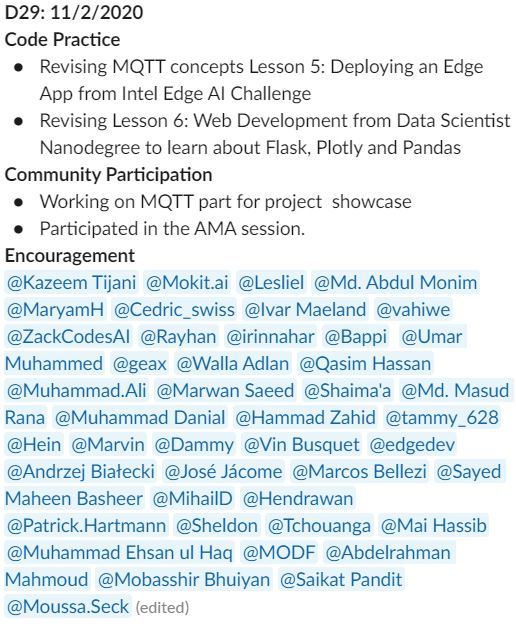 D29: 11/2/2020
Code Practice
● Revising MQTT concepts Lesson 5: Deploying an Edge
App from Intel Edge AI Challenge
● Revising Lesson 6: Web Development from Data Scientist
Nanodegree to learn about Flask, Plotly and Pandas
Community Participation
● Working on MQTT part for project showcase
● Participated in the AMA session.
Encouragement
@Kazeem Tijani @Mokit.ai @Lesliel @Md. Abdul Monim
@MaryamH @Cedric_swiss @Ivar Maeland @vahiwe
@ZackCodesAI @Rayhan @irinnahar @Bappi @Umar
Muhammed @geax @Walla Adlan @Qasim Hassan
@Muhammad.Ali @Marwan Saeed @Shaima'a @Md. Masud
Rana @Muhammad Danial @Hammad Zahid @tammy_628
@Hein @Marvin @Dammy @Vin Busquet @edgedev
@Andrzej Białecki @José Jácome @Marcos Bellezi @Sayed
Maheen Basheer @MihailD @Hendrawan
@Patrick.Hartmann @Sheldon @Tchouanga @Mai Hassib
@Muhammad Ehsan ul Haq @MODF @Abdelrahman
Mahmoud @Mobasshir Bhuiyan @Saikat Pandit
@Moussa.Seck (edited)